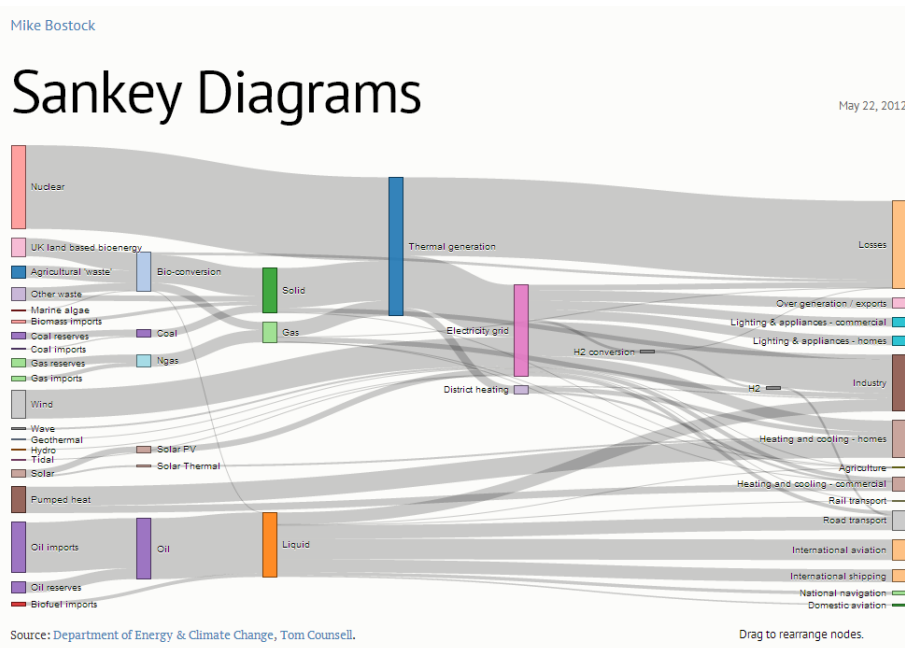 Mike Bostock
Sankey Diagrams
May 22, 2012
Nuclear
UK land based bioenergy
Agricultural 'waste'
Other waste
Marine algae
Biomass imports
Coal reserves
Coal imports
Gas reserves
Gas imports
Wind
Wave
Geothermal
Hydro
Tidal
Solar
Pumped heat
Oil imports
Oil reserves
Biofuel imports
Bio-conversion
Coal
Ngas
Solar PV
Solar Thermal
Oil
Solid
Gas
Liquid
Thermal generation
Electricity grid
District heating
H2 conversion
H2
Losses
Over generation / exports
Lighting & appliances - commercial
Lighting & appliances - homes
Industry
Heating and cooling - homes
Agriculture
Heating and cooling - commercial
Rail transport
Road transport
International aviation
International shipping
National navigation
Domestic aviation
Source: Department of Energy & Climate Change, Tom Counsell.
Drag to rearrange nodes.